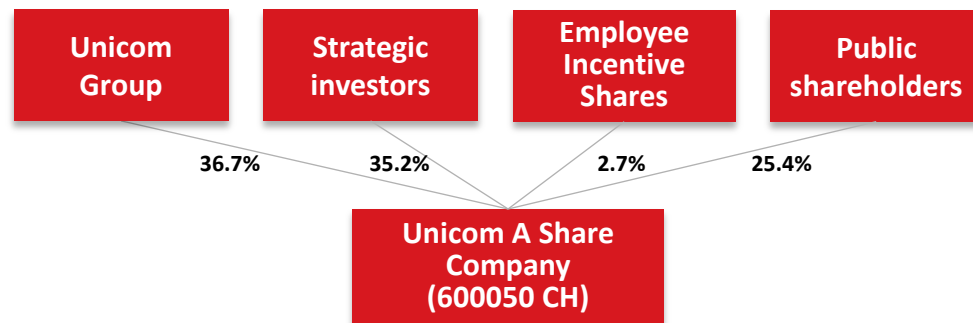 Unicom
Group
Strategic
investors
Employee
Incentive
Shares
Public
shareholders
36.7%
35.2%
2.7%
25.4%
Unicom A Share
Company
(600050 CH)